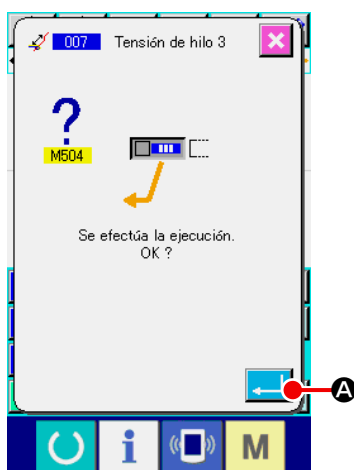 007 Tensión de hilo 3
?
M504
Se efectúa la ejecución.
OK ?
A
i M